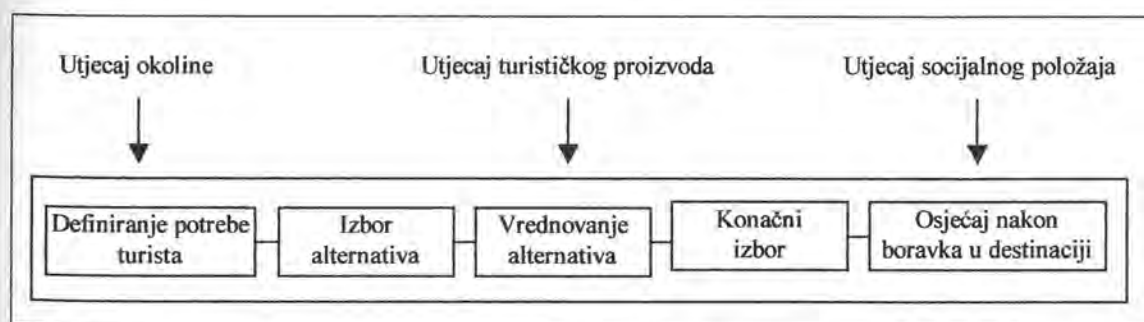 Utjecaj okoline
Utjecaj turističkog proizvoda
Utjecaj socijalnog položaja
Definiranje potrebe
turista
Izbor
alternativa
Vrednovanje
alternativa
Konačni
izbor
Osjećaj nakon
boravka u destinaciji